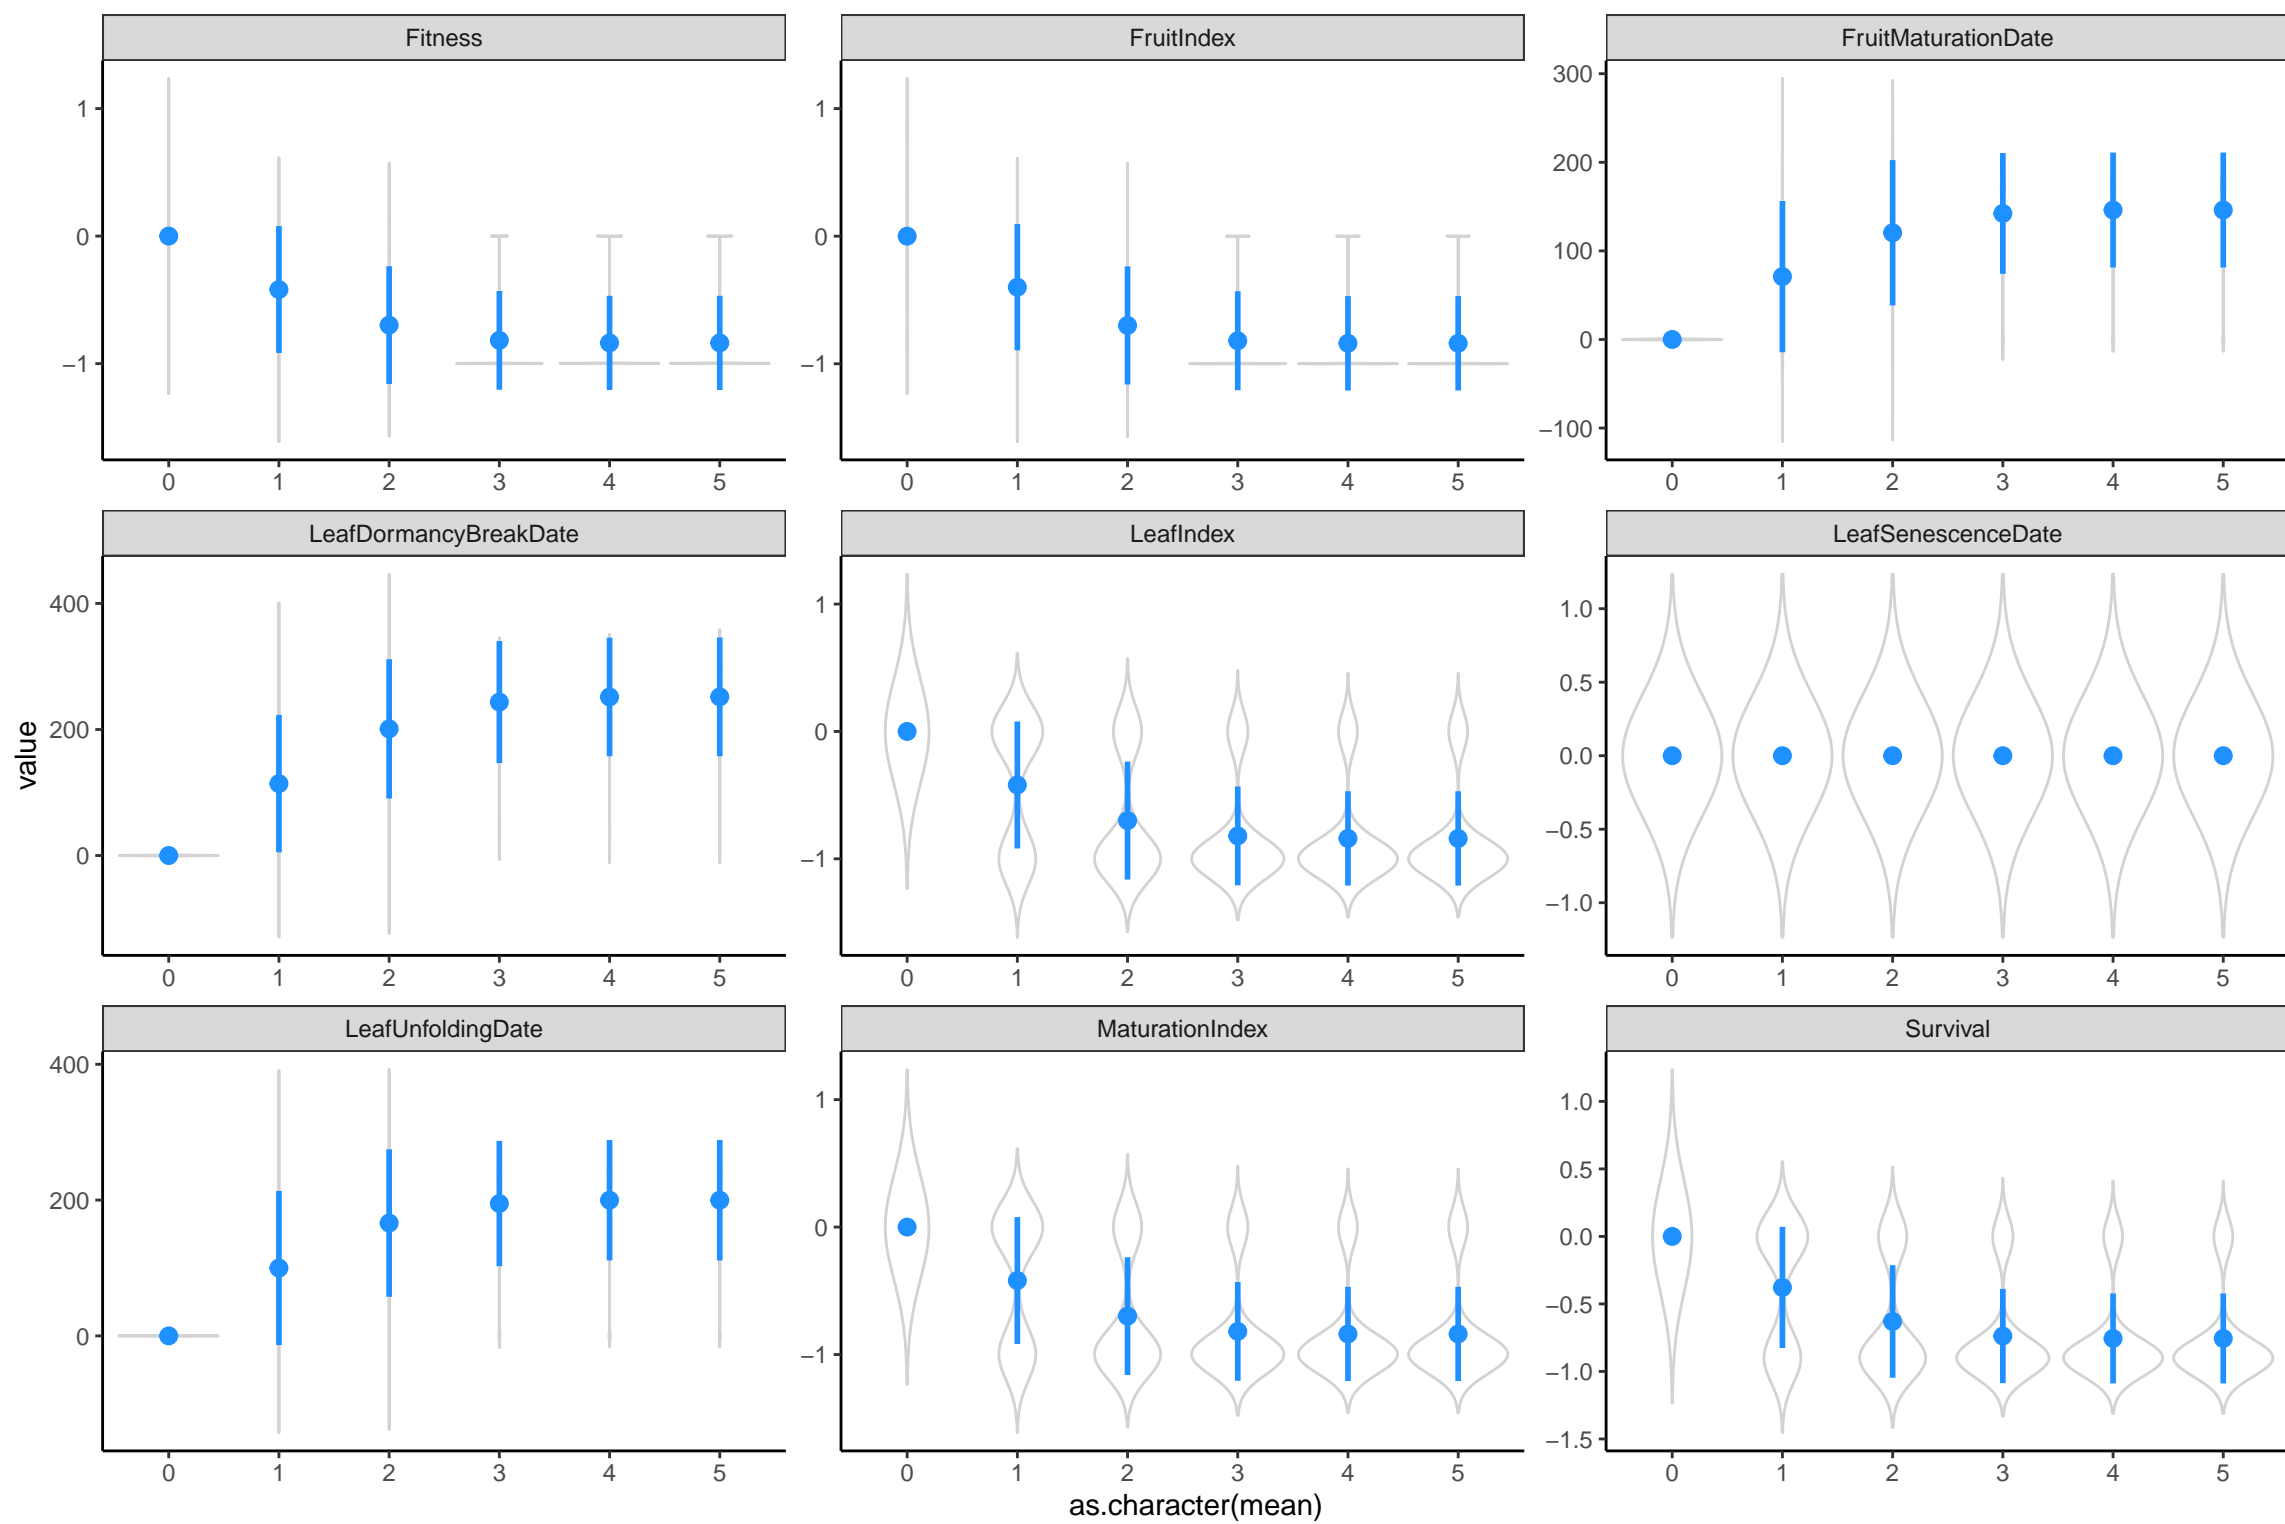 Fitness
FruitIndex
FruitMaturationDate
1
0
−1
0 1 2 3 4 5
1
0
−1
0 1 2 3 4 5
300
200
100
0
−100
0 1 2 3 4 5
LeafDormancyBreakDate
LeafIndex
LeafSenescenceDate
value
400
200
0
0 1 2 3 4 5
1
0
−1
0 1 2 3 4 5
1.0
0.5
0.0
−0.5
−1.0
0 1 2 3 4 5
LeafUnfoldingDate
MaturationIndex
Survival
400
200
0
0 1 2 3 4 5
1
0
−1
0 1 2 3 4 5
1.0
0.5
0.0
−0.5
−1.0
−1.5
0 1 2 3 4 5
as.character(mean)